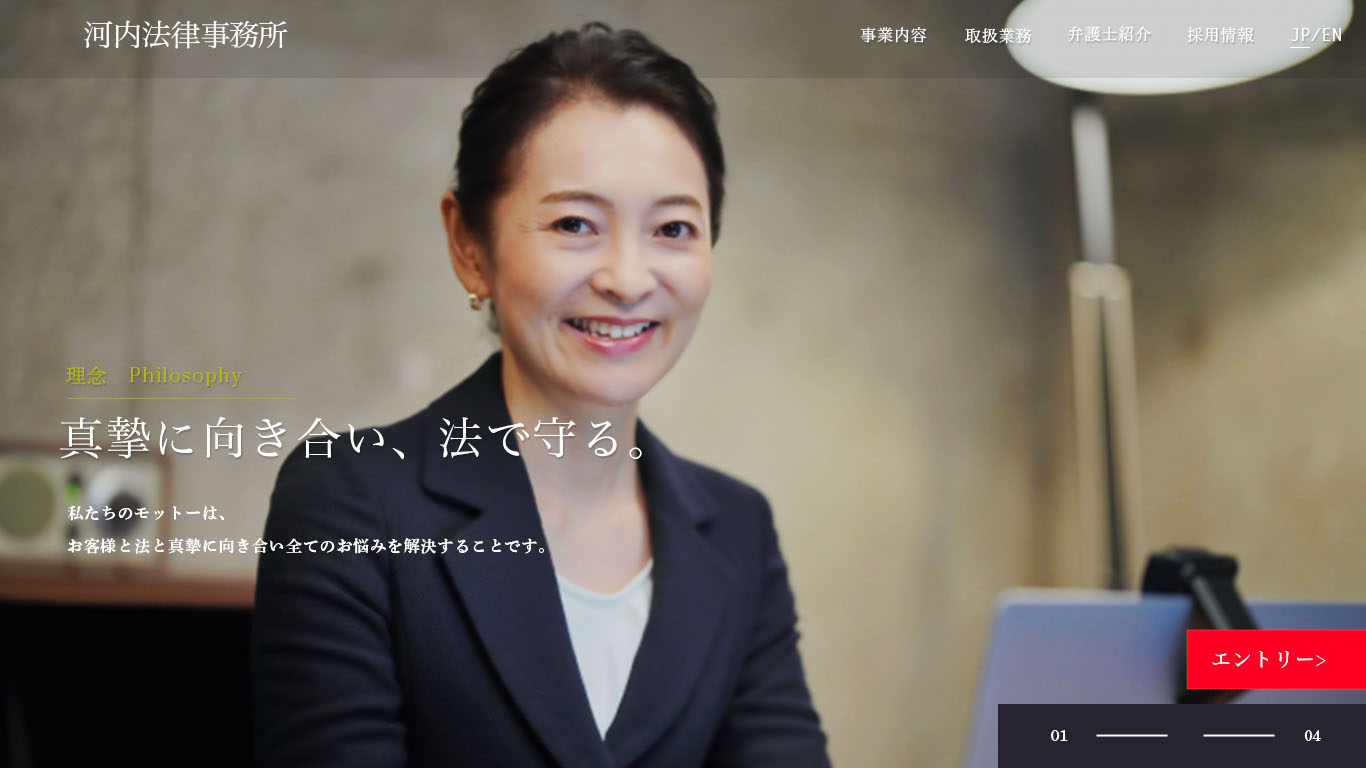 河内法律事務所
事業内容 取扱業務 弁護士紹介 採用情報 JP/EN
理念 Philosophy
真摯に向き合い、法で守る。
私たちのモットーは、
お客様と法と真摯に向き合い全てのお悩みを解決することです。
エントリー>
01 04